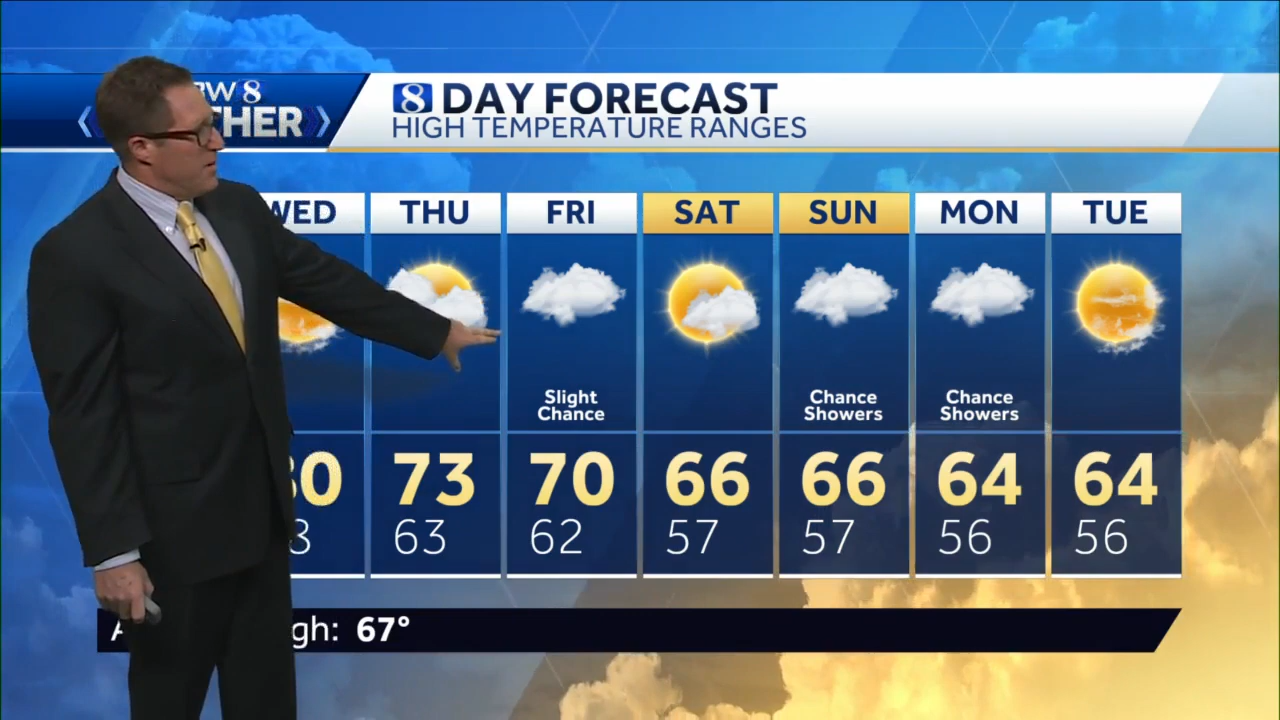 8 DAY FORECAST
HIGH TEMPERATURE RANGES
THU FRI SAT SUN MON TUE
Slight Chance Chance
Chance Showers Showers
73 70 66 66 64 64
63 62 57 57 56 56
67°